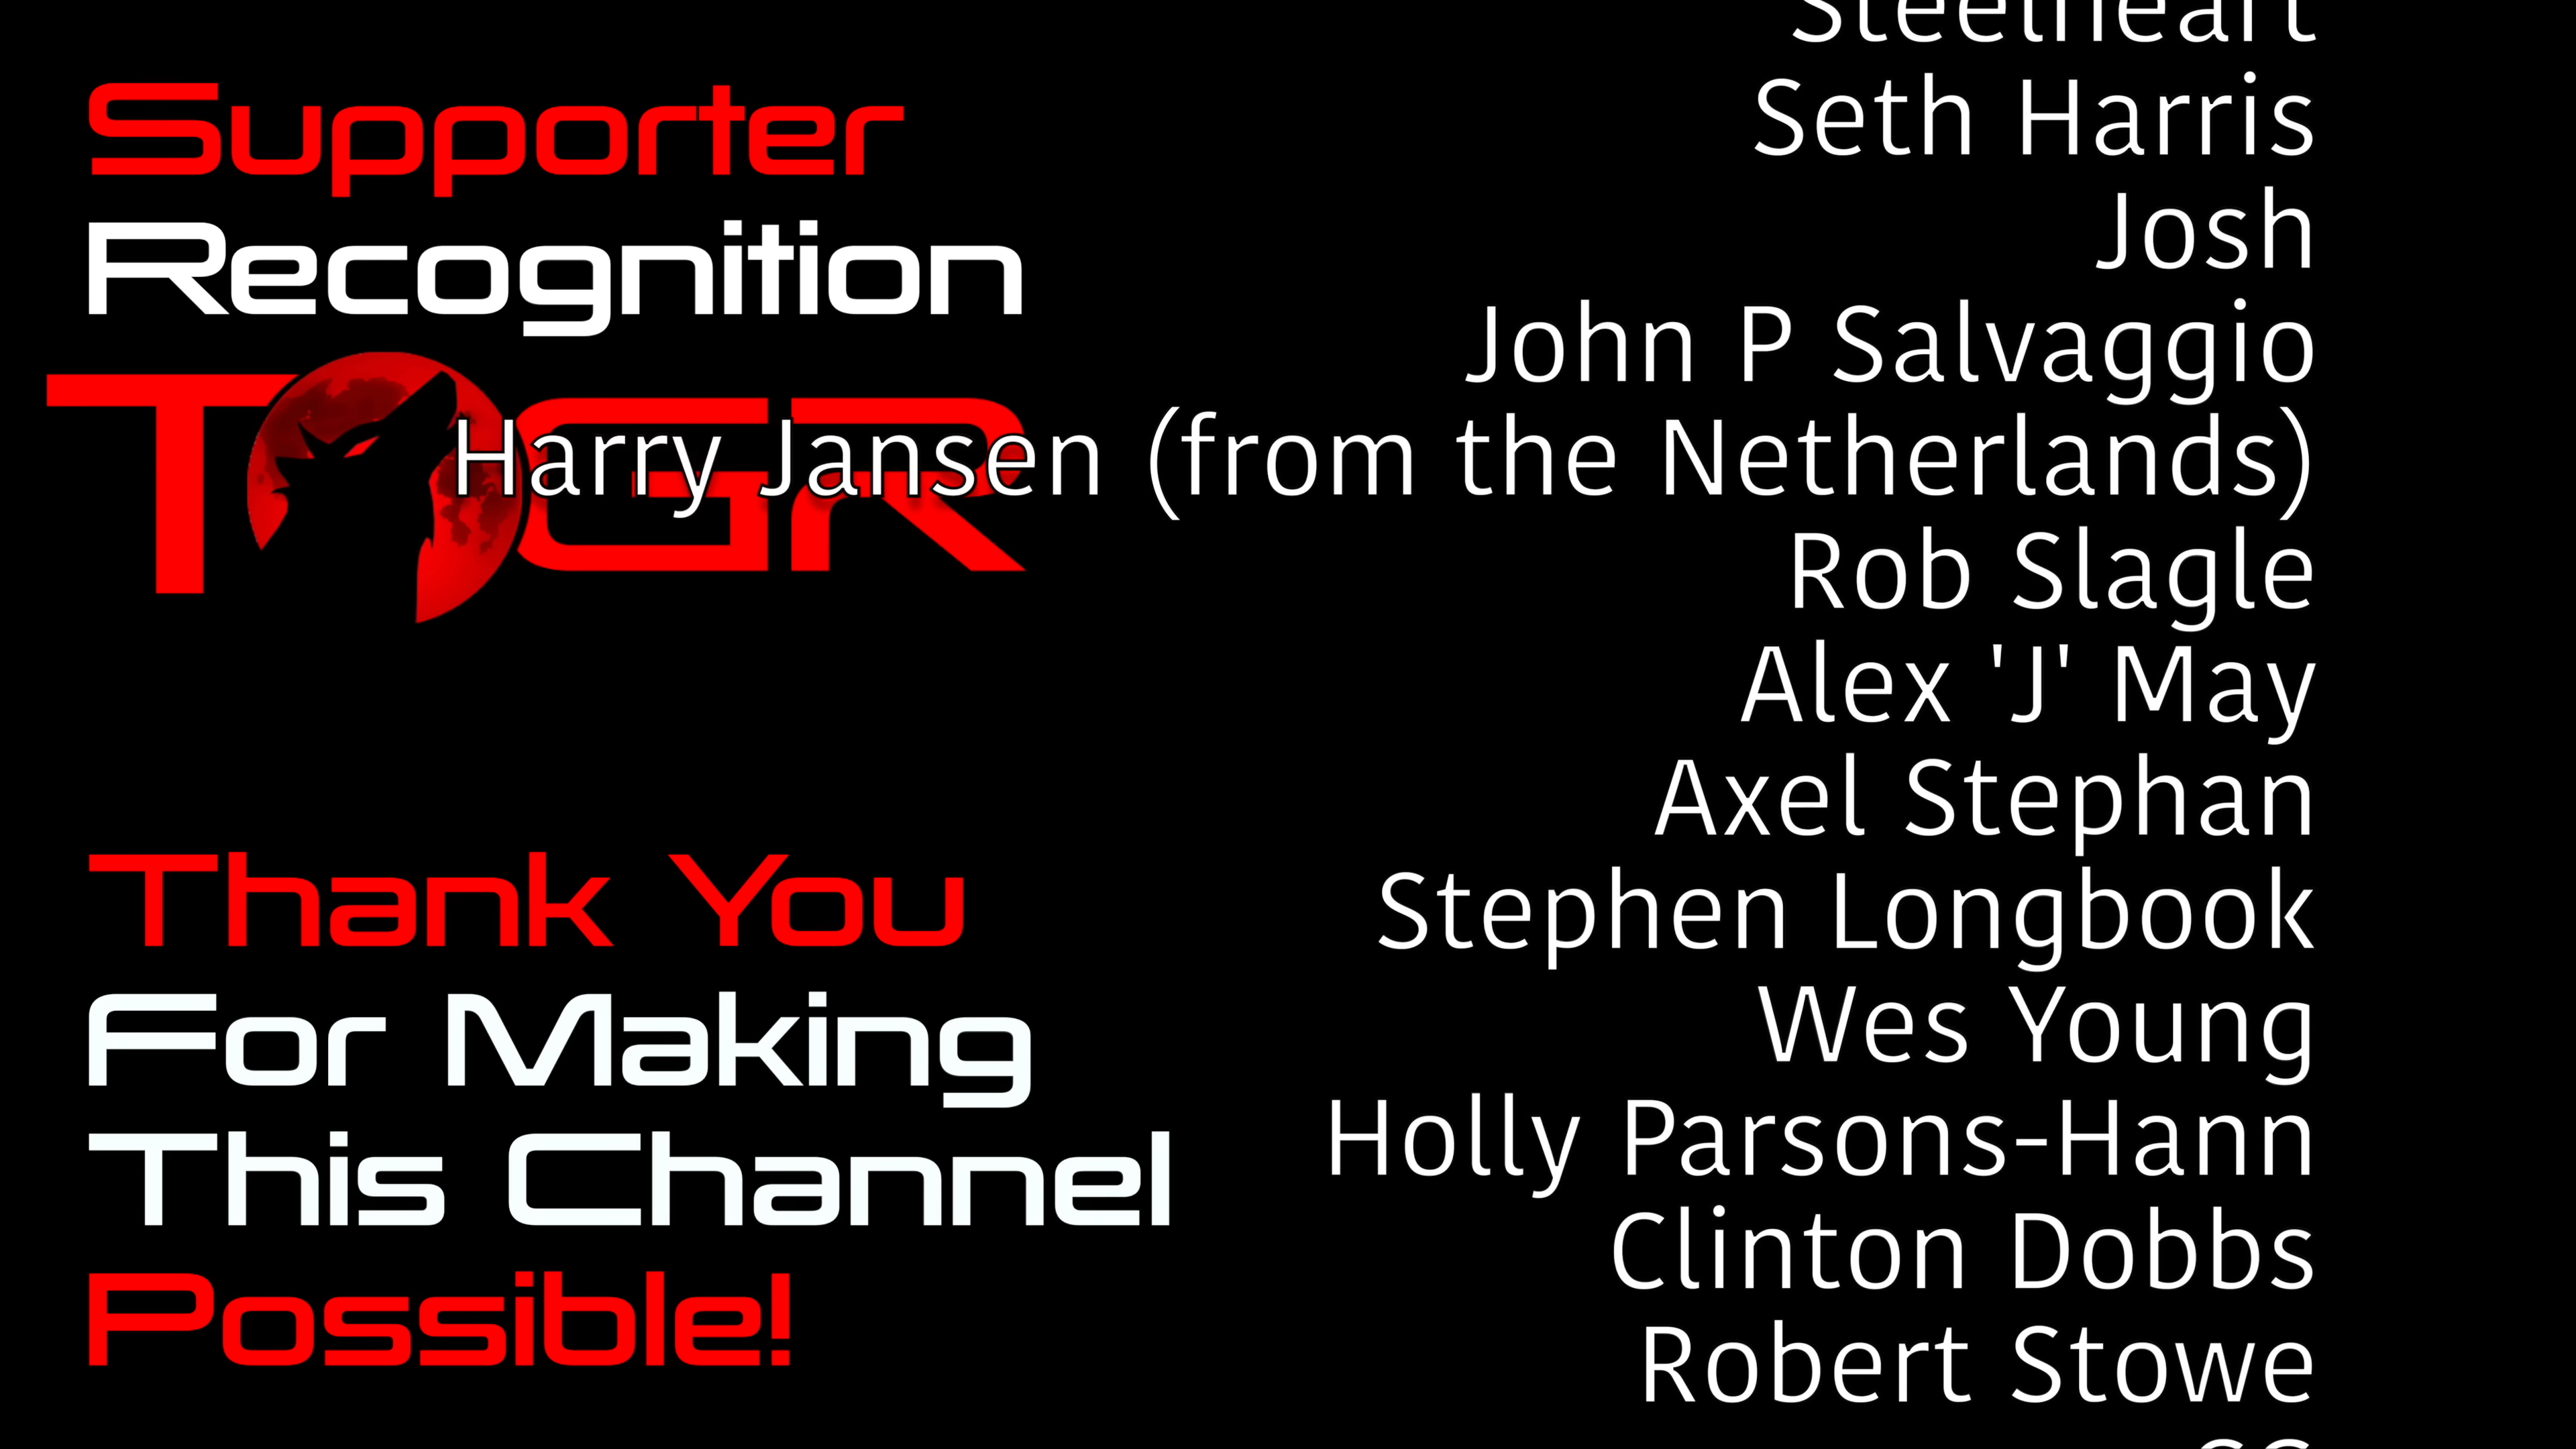 Supporter
Recognition
TOGR
Thank You
For Making
This Channel
Possible!
Steelheart
Seth Harris
Josh
John P Salvaggio
Harry Jansen (from the Netherlands)
Rob Slagle
Alex 'J' May
Axel Stephan
Stephen Longbook
Wes Young
Holly Parsons-Hann
Clinton Dobbs
Robert Stowe